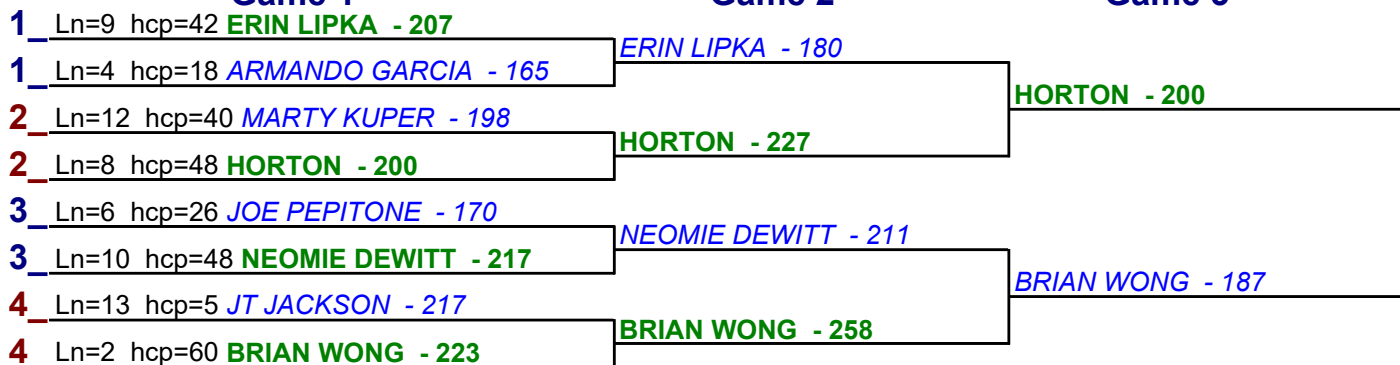 1_ Ln=9 hcp=42 ERIN LIPKA - 207
ERIN LIPKA - 180
1_ Ln=4 hcp=18 ARMANDO GARCIA - 165
HORTON - 200
2_ Ln=12 hcp=40 MARTY KUPER - 198
HORTON - 227
2_ Ln=8 hcp=48 HORTON - 200
3_ Ln=6 hcp=26 JOE PEPITONE - 170
NEOMIE DEWITT - 211
3_ Ln=10 hcp=48 NEOMIE DEWITT - 217
BRIAN WONG - 187
4_ Ln=13 hcp=5 JT JACKSON - 217
BRIAN WONG - 258
4 Ln=2 hcp=60 BRIAN WONG - 223